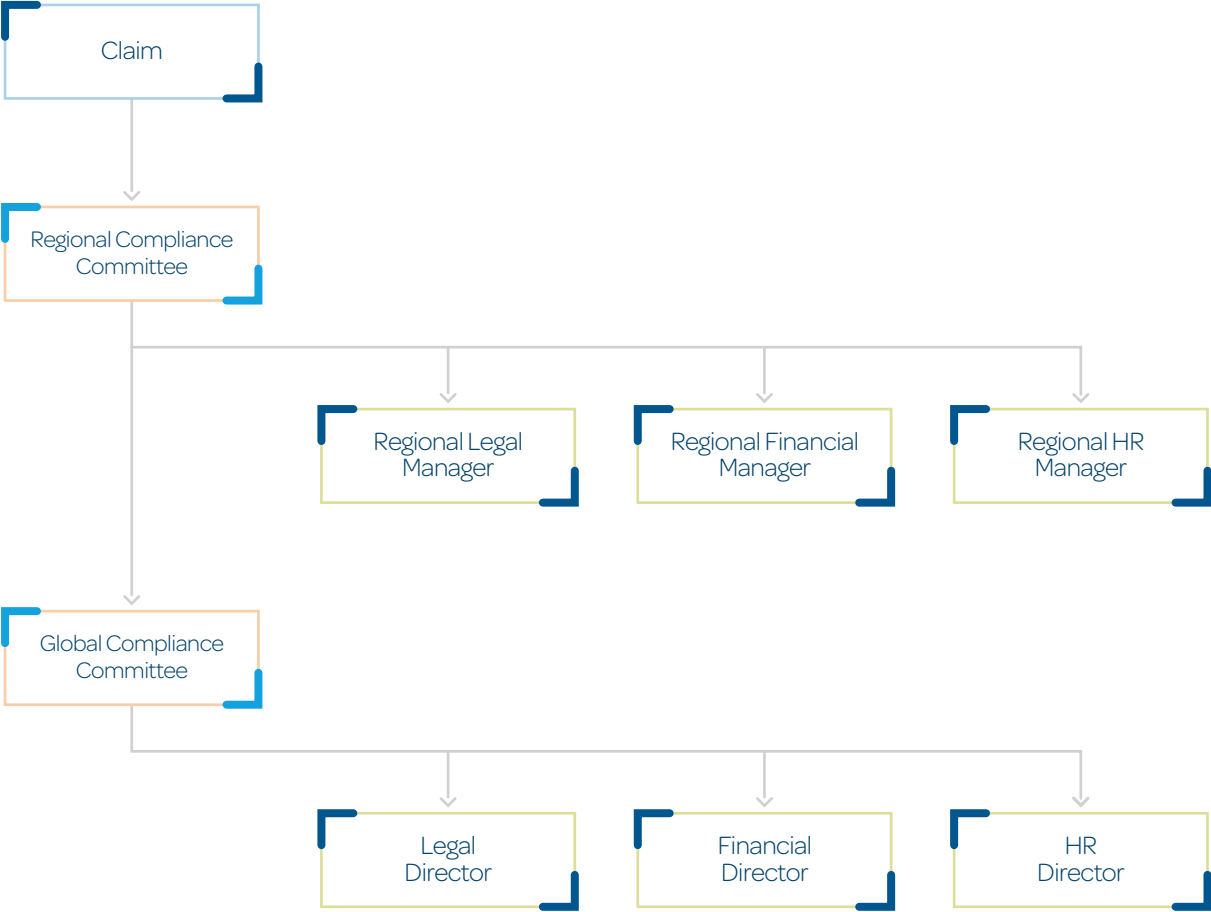 Claim
Regional Compliance
Committee
Regional Legal
Manager
Regional Financial
Manager
Regional HR
Manager
Global Compliance
Committee
Legal
Director
Financial
Director
HR
Director